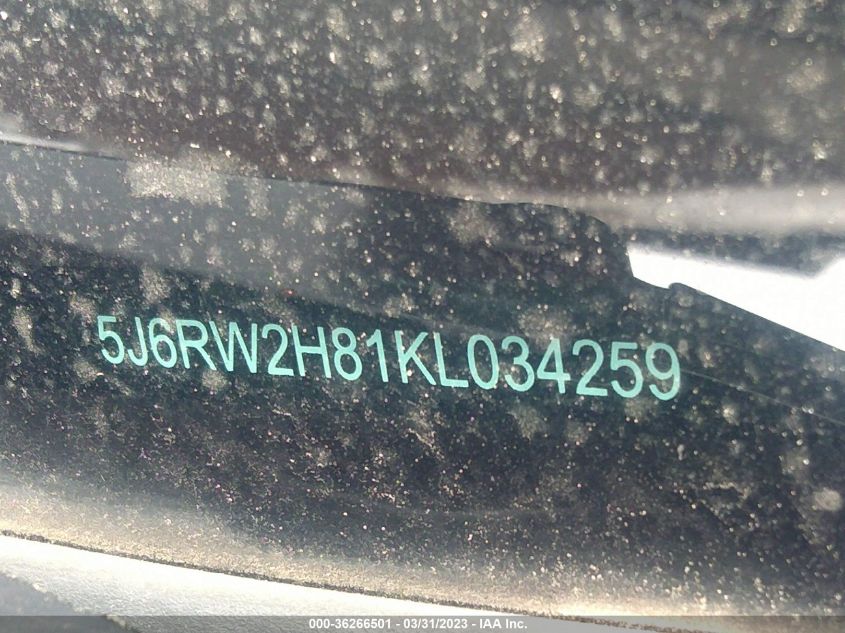 5J6RW2H81KL034259
000-36266501 - 03/31/2023 - IAA Inc.